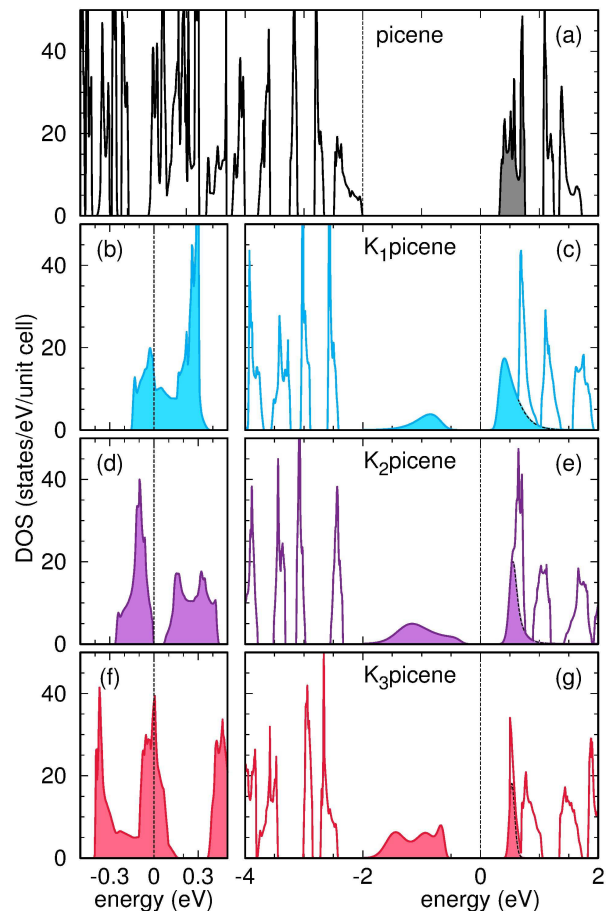 40
20
0
picene
(a)
40
20
0
(b)
K1picene
(c)
40
20
0
(d)
K2picene
(e)
40
20
0
(f)
K3picene
(g)
DOS (states/eV/unit cell)
-0.3
0
0.3
-4
-2
0
2
energy (eV)
energy (eV)